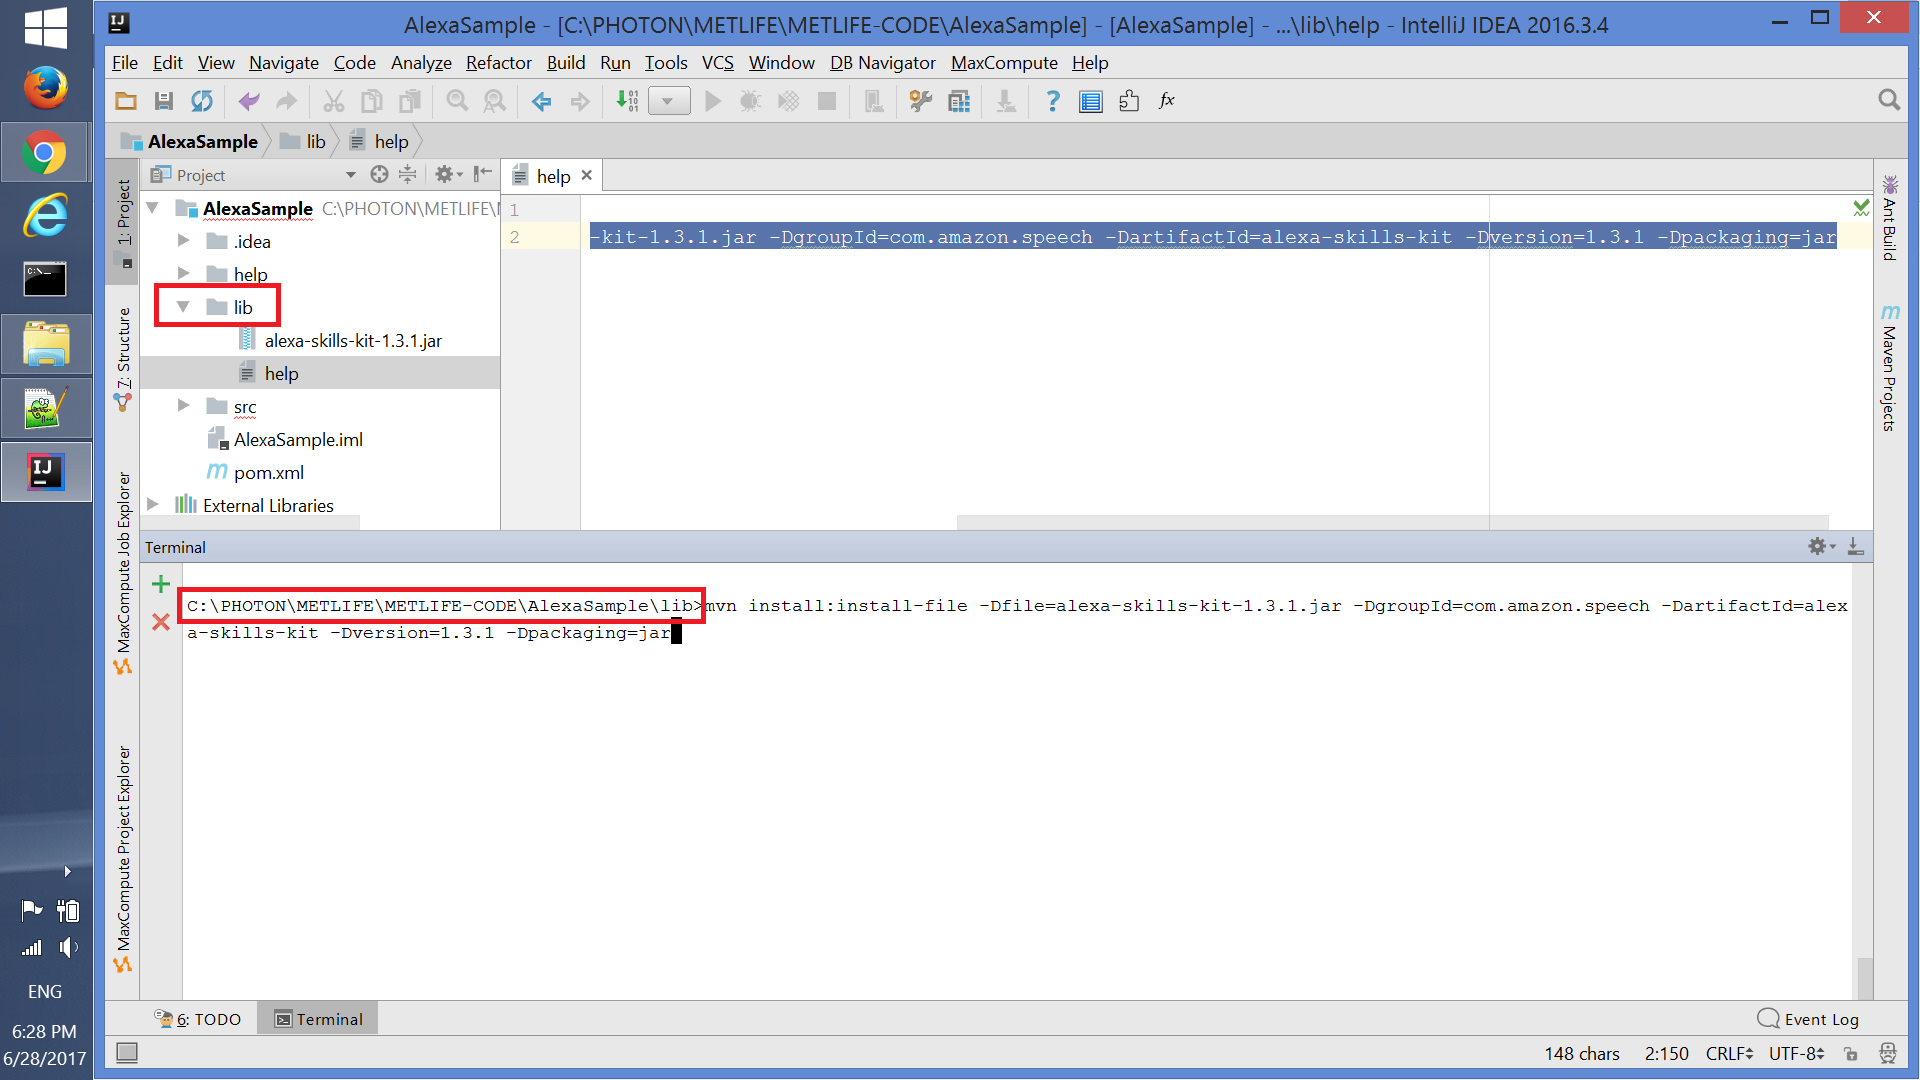 AlexaSample - [C:\PHOTON\METLIFE\METLIFE-CODE\AlexaSample] - [AlexaSample] - ...\lib\help - IntelliJ IDEA 2016.3.4
File Edit View Navigate Code Analyze Refactor Build Run Tools VCS Window DB Navigator MaxCompute Help
AlexaSample lib help
Project
help
1: Project
7: Structure
MaxCompute Job Explorer
MaxCompute Project Explorer
AlexaSample C:\PHOTON\METLIFE\
.idea
help
lib
alexa-skills-kit-1.3.1.jar
help
src
AlexaSample.iml
pom.xml
External Libraries
1
2 -kit-1.3.1.jar -DgroupId=com.amazon.speech -DartifactId=alexa-skills-kit -Dversion=1.3.1 -Dpackaging=jar
Ant Build
Maven Projects
Terminal
C:\PHOTON\METLIFE\METLIFE-CODE\AlexaSample\lib>mvn install:install-file -Dfile=alexa-skills-kit-1.3.1.jar -DgroupId=com.amazon.speech -DartifactId=alex
a-skills-kit -Dversion=1.3.1 -Dpackaging=jar
6: TODO Terminal Event Log
148 chars 2:150 CRLF UTF-8
ENG
6:28 PM
6/28/2017